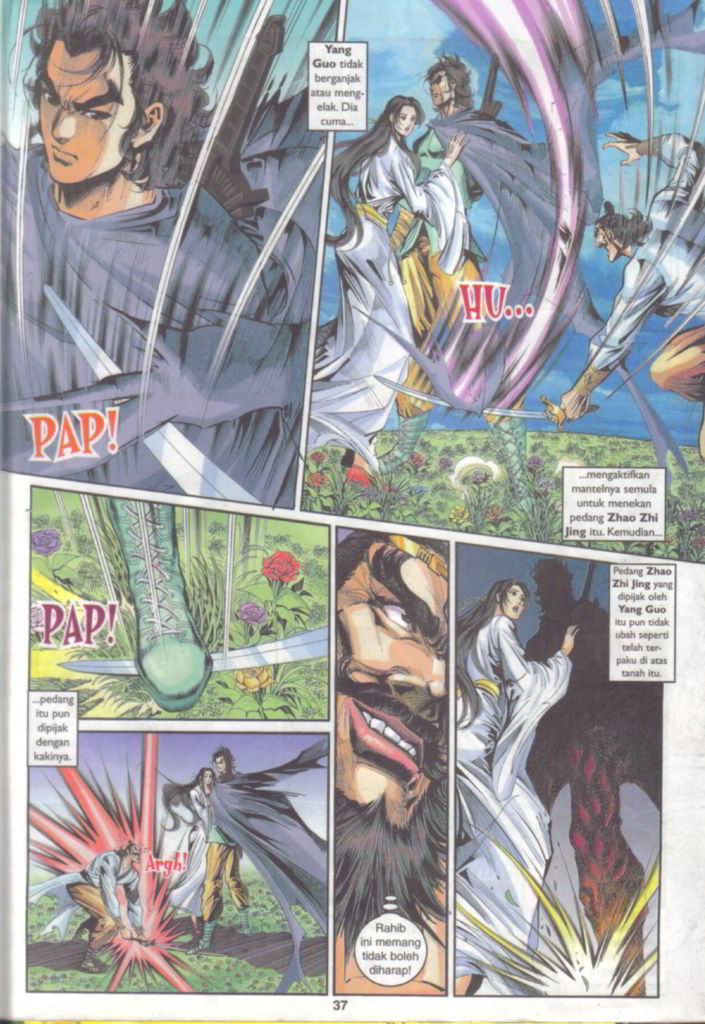 Yang
Guo tidak
berganjak
atau meng-
elak. Dia
cuma...
PAP!
HU...
...mengaktifkan
mantelnya semula
untuk menekan
pedang Zhao Zhi
Jing itu. Kemudian...
PAP!
...pedang
itu pun
dipijak
dengan
kakinya.
Argh!
Rahib
ini memang
tidak boleh
diharap!
Pedang Zhao
Zhi Jing yang
dipijak oleh
Yang Guo
itu pun tidak
ubah seperti
telah ter-
paku di atas
tanah itu.
37